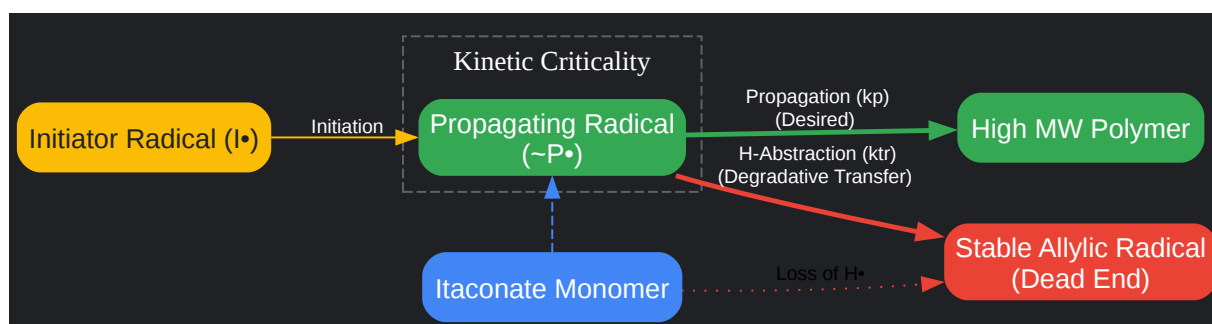 Kinetic Criticality
Initiator Radical (I•)
Initiation
Propagating Radical
(~P•)
Propagation (kp)
(Desired)
High MW Polymer
H-Abstraction (ktr)
(Degradative Transfer)
Itaconate Monomer
Loss of H•
Stable Allylic Radical
(Dead End)